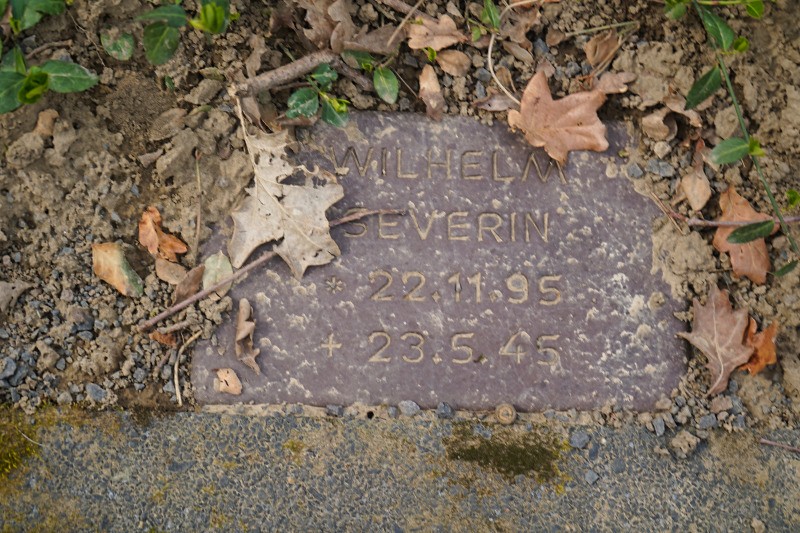 WILHELM
SEVERIN
* 22.11.95
+ 23.5.45